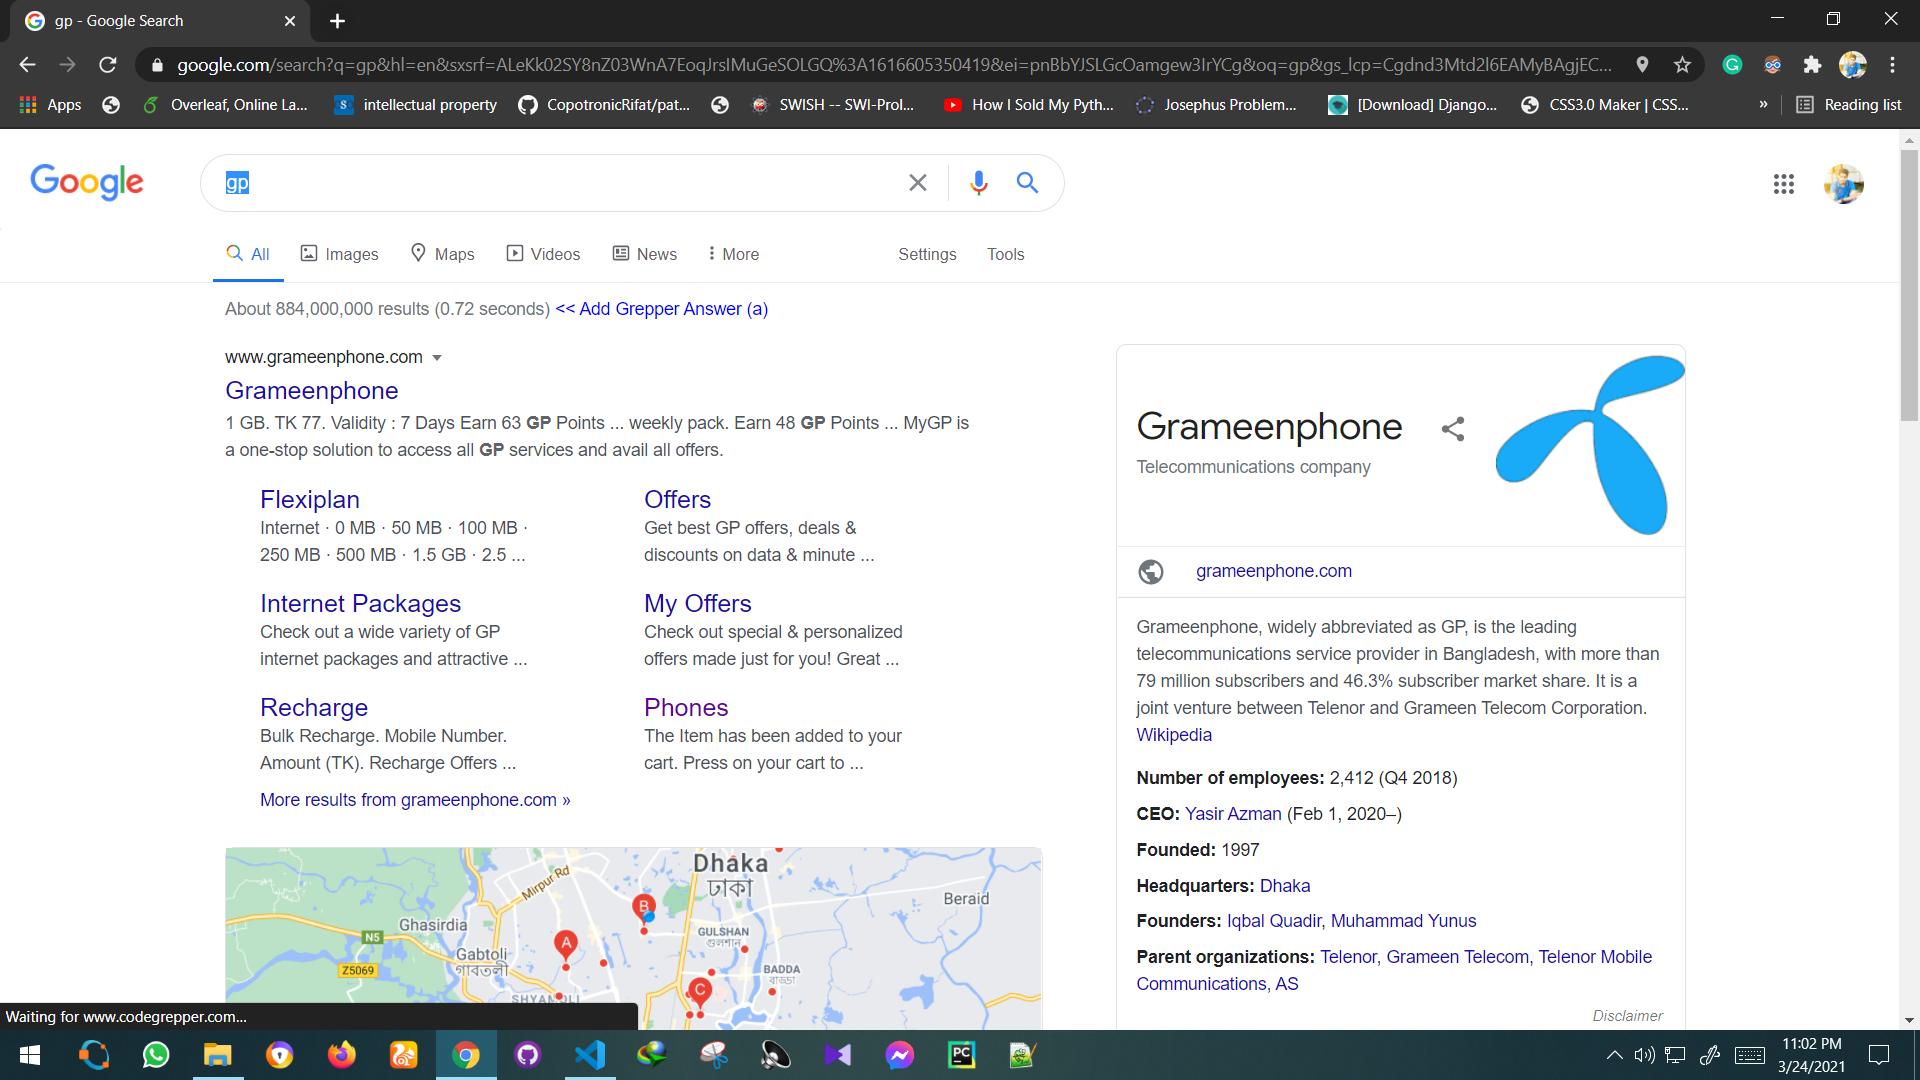 gp - Google Search
google.com/search?q=gp&hl=en&sxsrf=ALeKk02SY8nZ03WnA7EoqJrsIMuGeSOLGQ%3A1616605350419&ei=pnBbYJSLGcOamgew3IrYCg&oq=gp&gs_lcp=Cgdnd3Mtd2l6EAMyBAgjEC...
Apps
Overleaf, Online La...
intellectual property
CopotronicRifat/pat...
SWISH -- SWI-Prol...
How I Sold My Pyth...
Josephus Problem...
[Download] Django...
CSS3.0 Maker | CSS...
»
Reading list
Google
gp
All
Images
Maps
Videos
News
More
Settings
Tools
About 884,000,000 results (0.72 seconds) << Add Grepper Answer (a)
www.grameenphone.com
Grameenphone
1 GB. TK 77. Validity : 7 Days Earn 63 GP Points ... weekly pack. Earn 48 GP Points ... MyGP is
a one-stop solution to access all GP services and avail all offers.
Flexiplan
Internet · 0 MB · 50 MB · 100 MB ·
250 MB · 500 MB · 1.5 GB · 2.5 ...
Offers
Get best GP offers, deals &
discounts on data & minute ...
Internet Packages
Check out a wide variety of GP
internet packages and attractive ...
My Offers
Check out special & personalized
offers made just for you! Great ...
Recharge
Bulk Recharge. Mobile Number.
Amount (TK). Recharge Offers ...
Phones
The Item has been added to your
cart. Press on your cart to ...
More results from grameenphone.com »
Dhaka
ঢাকা
Mirpur Rd
Beraid
Ghasirdia
N5
B
GULSHAN
গুলশান
A
Gabtoli
গাবতলী
Z5069
BADDA
বাড্ডা
C
SHYAMOLI
Grameenphone
Telecommunications company
grameenphone.com
Grameenphone, widely abbreviated as GP, is the leading
telecommunications service provider in Bangladesh, with more than
79 million subscribers and 46.3% subscriber market share. It is a
joint venture between Telenor and Grameen Telecom Corporation.
Wikipedia
Number of employees: 2,412 (Q4 2018)
CEO: Yasir Azman (Feb 1, 2020–)
Founded: 1997
Headquarters: Dhaka
Founders: Iqbal Quadir, Muhammad Yunus
Parent organizations: Telenor, Grameen Telecom, Telenor Mobile
Communications, AS
Disclaimer
Waiting for www.codegrepper.com...
PC
11:02 PM
3/24/2021